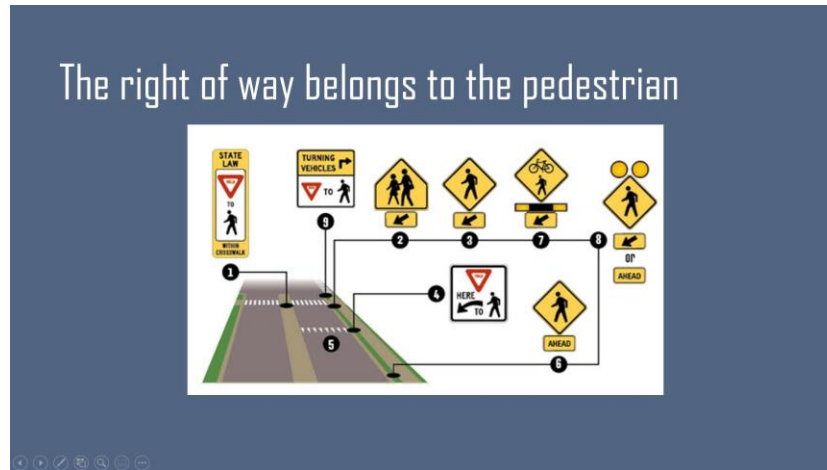 The right of way belongs to the pedestrian
STATE
LAW
YIELD
TO
WITHIN
CROSSWALK
1
TURNING
VEHICLES
TO
9
2
3
7
8
or
AHEAD
4
YIELD
HERE
TO
5
AHEAD
6